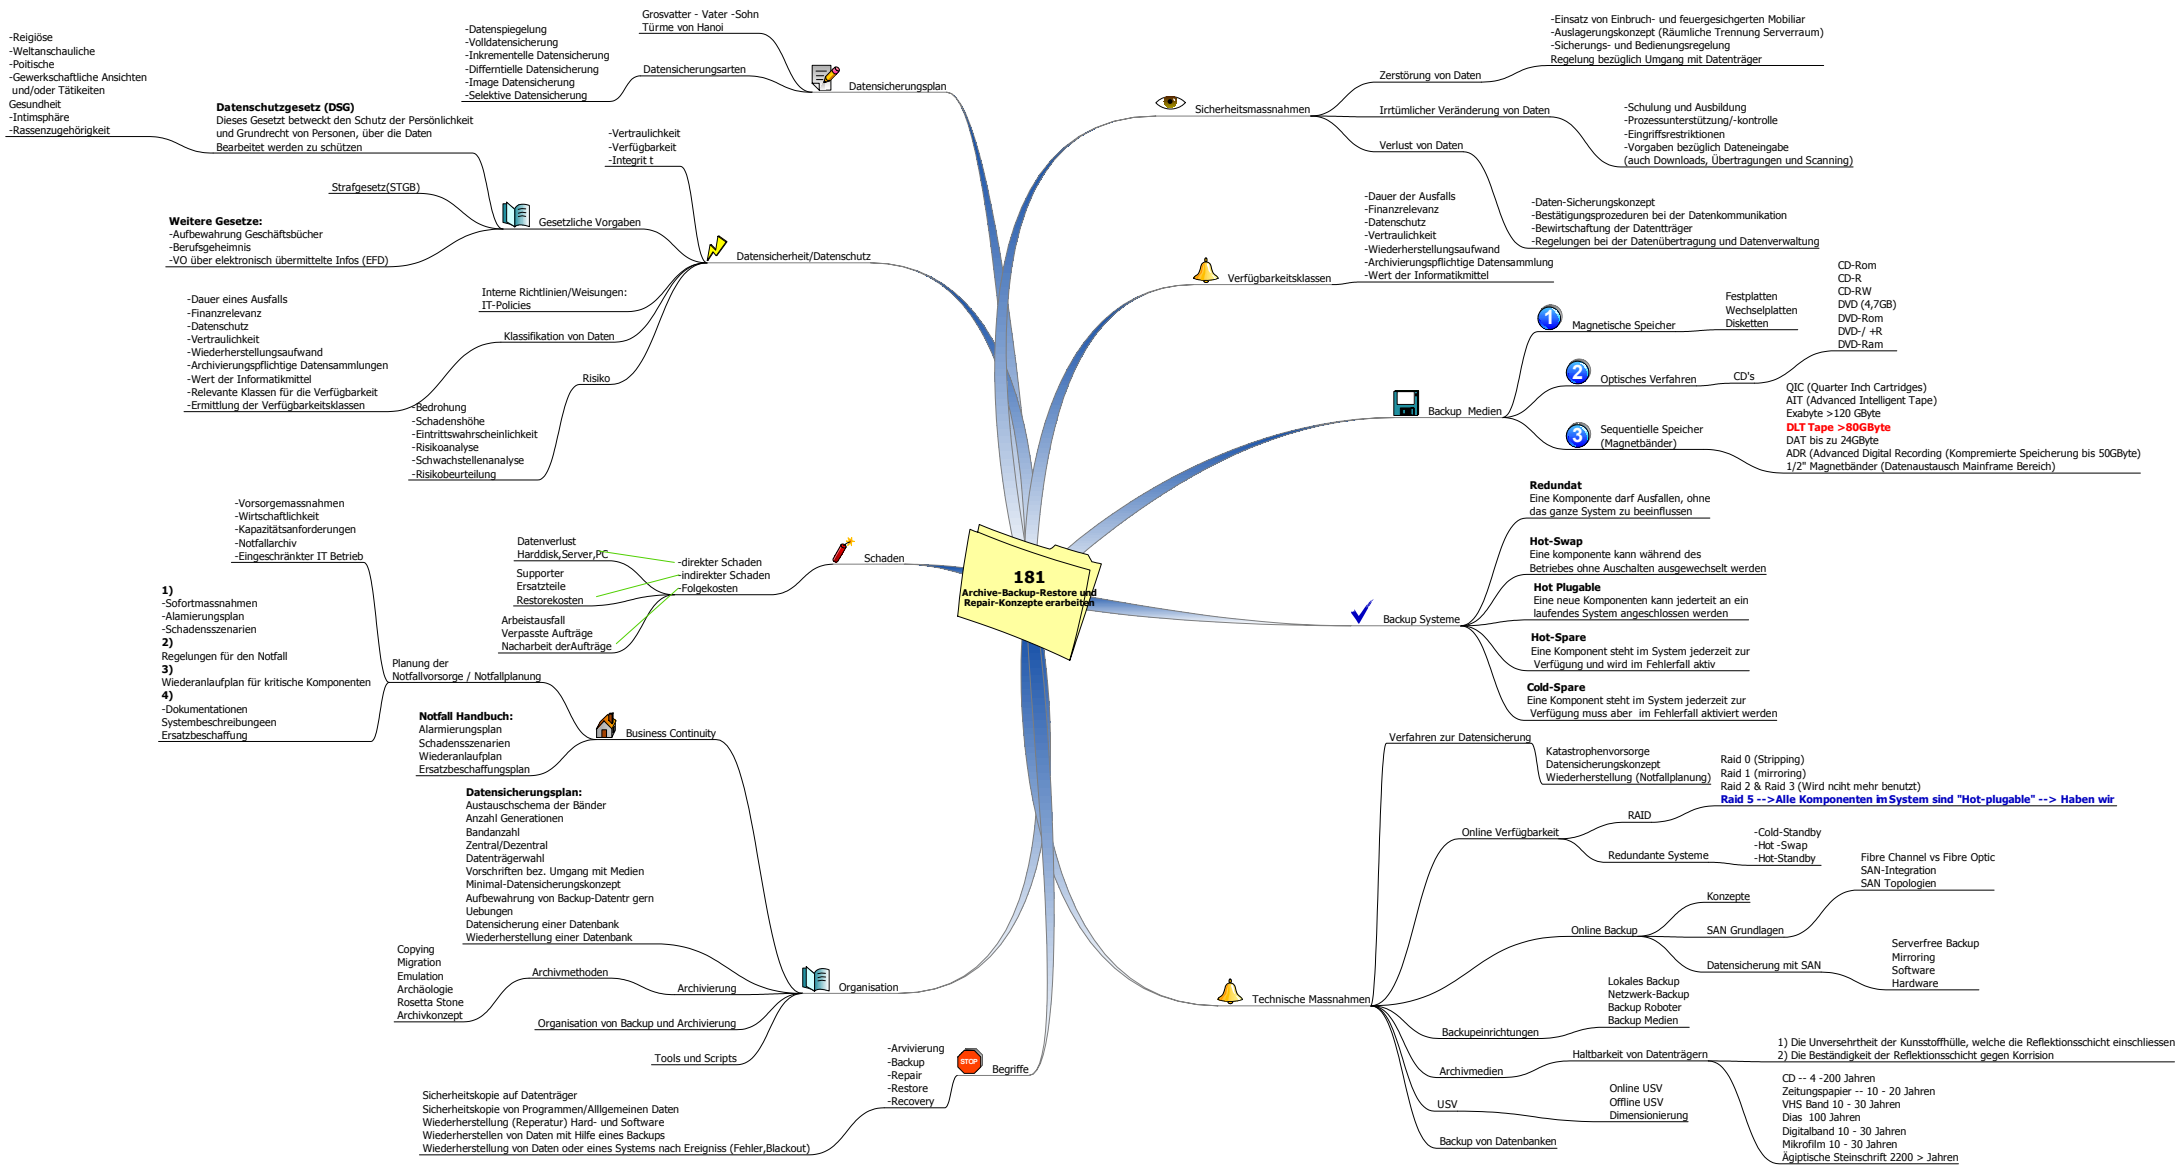 181
Archive-Backup-Restore und
Repair-Konzepte erarbeiten
Grosvatter - Vater -Sohn
Türme von Hanoi
-Datenspiegelung
-Volldatensicherung
-Inkrementelle Datensicherung
-Differntielle Datensicherung
-Image Datensicherung
-Selektive Datensicherung
Datensicherungsarten
Datensicherungsplan
-Reigiöse
-Weltanschauliche
-Poitische
-Gewerkschaftliche Ansichten
und/oder Tätikeiten
Gesundheit
-Intimsphäre
-Rassenzugehörigkeit
Datenschutzgesetz (DSG)
Dieses Gesetzt betweckt den Schutz der Persönlichkeit
und Grundrecht von Personen, über die Daten
Bearbeitet werden zu schützen
-Vertraulichkeit
-Verfügbarkeit
-Integrit t
Strafgesetz(STGB)
Weitere Gesetze:
-Aufbewahrung Geschäftsbücher
-Berufsgeheimnis
-VO über elektronisch übermittelte Infos (EFD)
Gesetzliche Vorgaben
Datensicherheit/Datenschutz
Interne Richtlinien/Weisungen:
IT-Policies
-Dauer eines Ausfalls
-Finanzrelevanz
-Datenschutz
-Vertraulichkeit
-Wiederherstellungsaufwand
-Archivierungspflichtige Datensammlungen
-Wert der Informatikmittel
-Relevante Klassen für die Verfügbarkeit
-Ermittlung der Verfügbarkeitsklassen
Klassifikation von Daten
Risiko
-Bedrohung
-Schadenshöhe
-Eintrittswahrscheinlichkeit
-Risikoanalyse
-Schwachstellenanalyse
-Risikobeurteilung
Datenverlust
Harddisk,Server,PC
Supporter
Ersatzteile
Restorekosten
Arbeistausfall
Verpasste Aufträge
Nacharbeit derAufträge
-direkter Schaden
-indirekter Schaden
-Folgekosten
Schaden
-Vorsorgemassnahmen
-Wirtschaftlichkeit
-Kapazitätsanforderungen
-Notfallarchiv
-Eingeschränkter IT Betrieb
1)
-Sofortmassnahmen
-Alamierungsplan
-Schadensszenarien
2)
Regelungen für den Notfall
3)
Wiederanlaufplan für kritische Komponenten
4)
-Dokumentationen
Systembeschreibungeen
Ersatzbeschaffung
Planung der
Notfallvorsorge / Notfallplanung
Notfall Handbuch:
Alarmierungsplan
Schadensszenarien
Wiederanlaufplan
Ersatzbeschaffungsplan
Business Continuity
Datensicherungsplan:
Austauschschema der Bänder
Anzahl Generationen
Bandanzahl
Zentral/Dezentral
Datenträgerwahl
Vorschriften bez. Umgang mit Medien
Minimal-Datensicherungskonzept
Aufbewahrung von Backup-Datentr gern
Uebungen
Datensicherung einer Datenbank
Wiederherstellung einer Datenbank
Copying
Migration
Emulation
Archäologie
Rosetta Stone
Archivkonzept
Archivmethoden
Archivierung
Organisation
Organisation von Backup und Archivierung
Tools und Scripts
-Arvivierung
-Backup
-Repair
-Restore
-Recovery
STOP
Begriffe
Sicherheitskopie auf Datenträger
Sicherheitskopie von Programmen/Alllgemeinen Daten
Wiederherstellung (Reperatur) Hard- und Software
Wiederherstellen von Daten mit Hilfe eines Backups
Wiederherstellung von Daten oder eines Systems nach Ereigniss (Fehler,Blackout)
-Einsatz von Einbruch- und feuergesichgerten Mobiliar
-Auslagerungskonzept (Räumliche Trennung Serverraum)
-Sicherungs- und Bedienungsregelung
Regelung bezüglich Umgang mit Datenträger
Zerstörung von Daten
Sicherheitsmassnahmen
Irrtümlicher Veränderung von Daten
-Schulung und Ausbildung
-Prozessunterstützung/-kontrolle
-Eingriffsrestriktionen
-Vorgaben bezüglich Dateneingabe
(auch Downloads, Übertragungen und Scanning)
Verlust von Daten
-Daten-Sicherungskonzept
-Bestätigungsprozeduren bei der Datenkommunikation
-Bewirtschaftung der Datentträger
-Regelungen bei der Datenübertragung und Datenverwaltung
-Dauer der Ausfalls
-Finanzrelevanz
-Datenschutz
-Vertraulichkeit
-Wiederherstellungsaufwand
-Archivierungspflichtige Datensammlung
-Wert der Informatikmittel
Verfügbarkeitsklassen
1
Magnetische Speicher
Festplatten
Wechselplatten
Disketten
CD-Rom
CD-R
CD-RW
DVD (4,7GB)
DVD-Rom
DVD-/ +R
DVD-Ram
2
Optisches Verfahren
CD's
Backup Medien
3
Sequentielle Speicher
(Magnetbänder)
QIC (Quarter Inch Cartridges)
AIT (Advanced Intelligent Tape)
Exabyte >120 GByte
DLT Tape >80GByte
DAT bis zu 24GByte
ADR (Advanced Digital Recording (Kompremierte Speicherung bis 50GByte)
1/2" Magnetbänder (Datenaustausch Mainframe Bereich)
Redundat
Eine Komponente darf Ausfallen, ohne
das ganze System zu beeinflussen
Hot-Swap
Eine komponente kann während des
Betriebes ohne Auschalten ausgewechselt werden
Hot Plugable
Eine neue Komponenten kann jederteit an ein
laufendes System angeschlossen werden
Backup Systeme
Hot-Spare
Eine Komponent steht im System jederzeit zur
Verfügung und wird im Fehlerfall aktiv
Cold-Spare
Eine Komponent steht im System jederzeit zur
Verfügung muss aber im Fehlerfall aktiviert werden
Verfahren zur Datensicherung
Katastrophenvorsorge
Datensicherungskonzept
Wiederherstellung (Notfallplanung)
Raid 0 (Stripping)
Raid 1 (mirroring)
Raid 2 & Raid 3 (Wird nciht mehr benutzt)
Raid 5 -->Alle Komponenten im System sind "Hot-plugable" --> Haben wir
RAID
Online Verfügbarkeit
Redundante Systeme
-Cold-Standby
-Hot -Swap
-Hot-Standby
Fibre Channel vs Fibre Optic
SAN-Integration
SAN Topologien
Konzepte
Online Backup
SAN Grundlagen
Datensicherung mit SAN
Serverfree Backup
Mirroring
Software
Hardware
Technische Massnahmen
Lokales Backup
Netzwerk-Backup
Backup Roboter
Backup Medien
Backupeinrichtungen
Haltbarkeit von Datenträgern
1) Die Unversehrtheit der Kunsstoffhülle, welche die Reflektionsschicht einschliessen
2) Die Beständigkeit der Reflektionsschicht gegen Korrision
Archivmedien
CD -- 4 -200 Jahren
Zeitungspapier -- 10 - 20 Jahren
VHS Band 10 - 30 Jahren
Dias 100 Jahren
Digitalband 10 - 30 Jahren
Mikrofilm 10 - 30 Jahren
Ägiptische Steinschrift 2200 > Jahren
USV
Online USV
Offline USV
Dimensionierung
Backup von Datenbanken